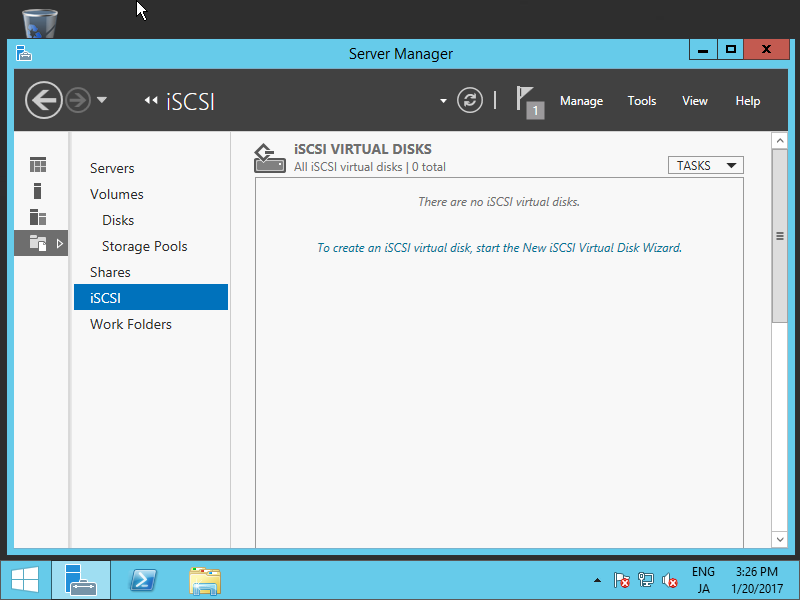 Server Manager
iSCSI
1
Manage
Tools
View
Help
Servers
Volumes
Disks
Storage Pools
Shares
iSCSI
Work Folders
iSCSI VIRTUAL DISKS
All iSCSI virtual disks | 0 total
TASKS
There are no iSCSI virtual disks.
To create an iSCSI virtual disk, start the New iSCSI Virtual Disk Wizard.
ENG
JA
3:26 PM
1/20/2017